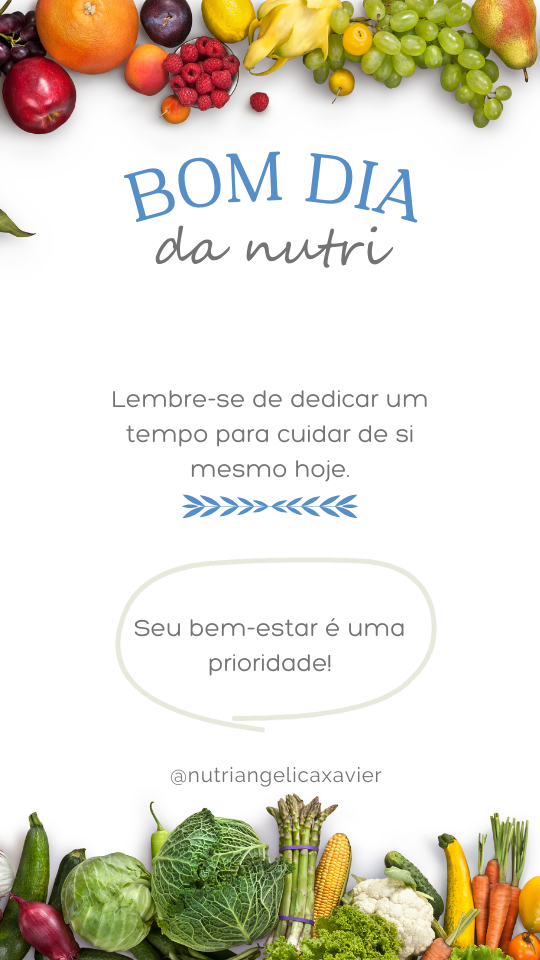 BOM DIA
da nutri
Lembre-se de dedicar um
tempo para cuidar de si
mesmo hoje.
Seu bem-estar é uma
prioridade!
@nutriangelicaxavier